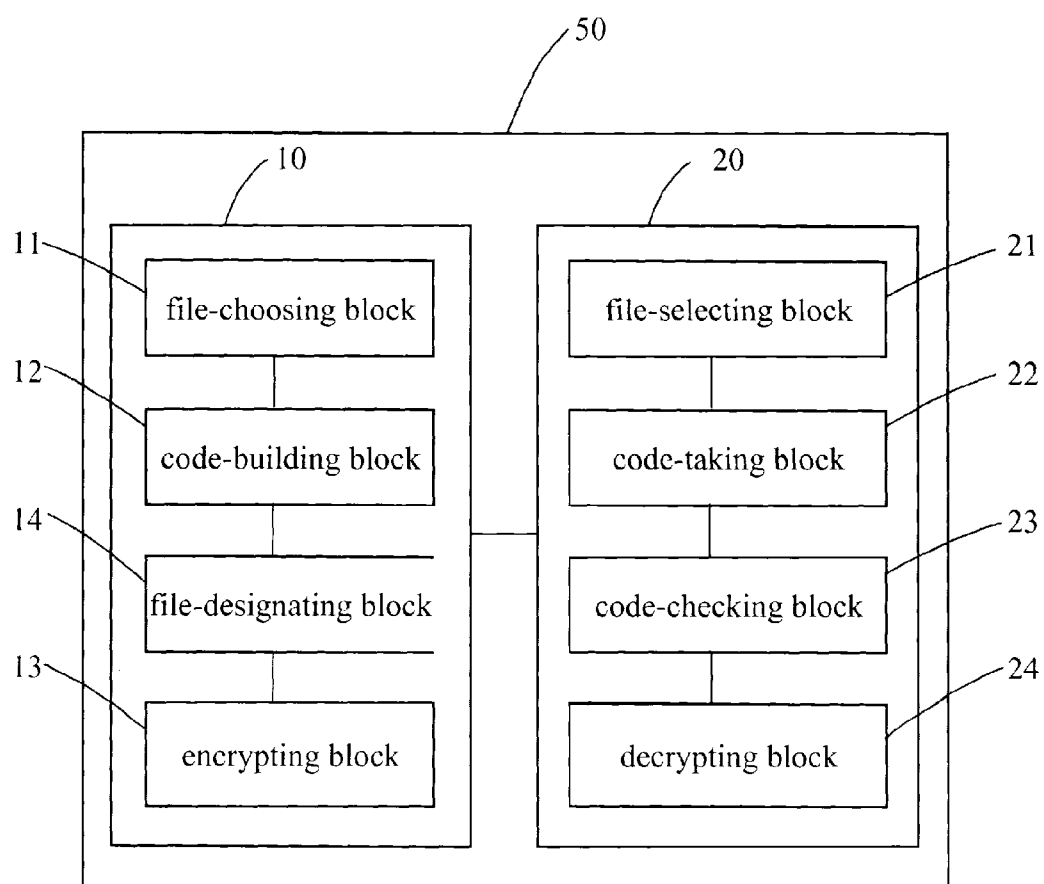 50
10
20
11
file-choosing block
file-selecting block
21
12
code-building block
code-taking block
22
14
file-designating block
code-checking block
23
13
encrypting block
decrypting block
24